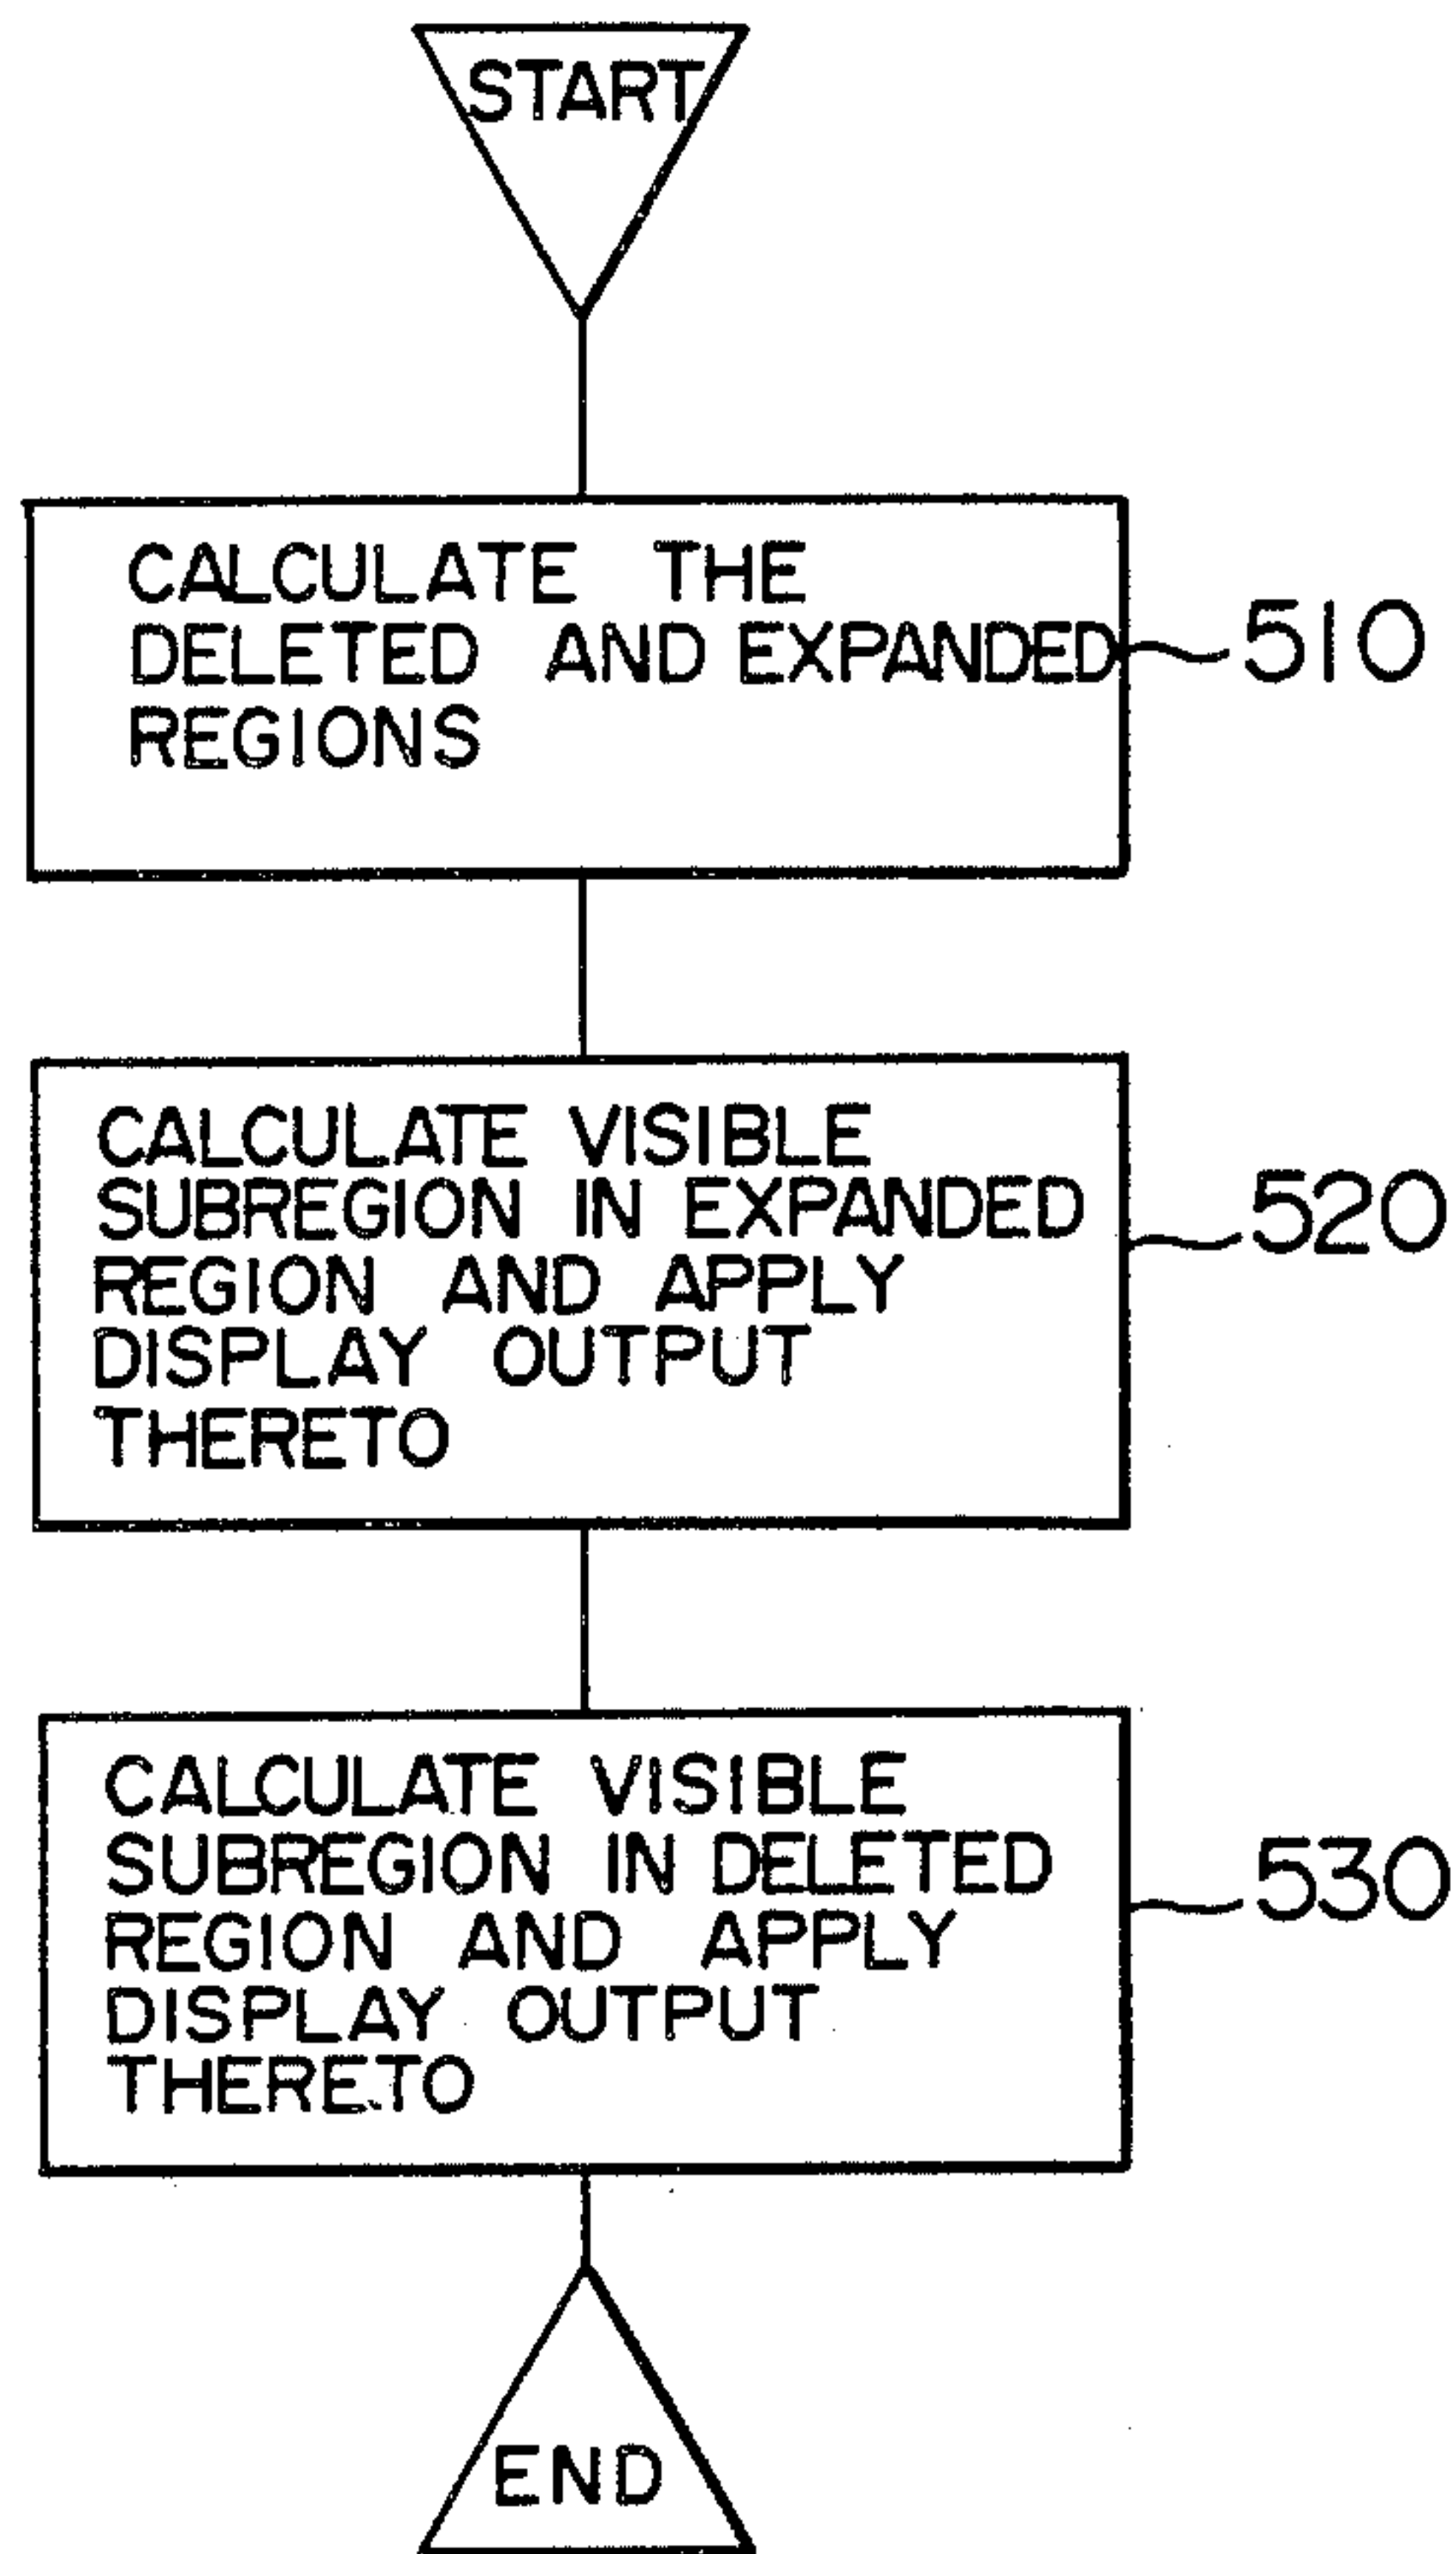 START
CALCULATE THE
DELETED AND EXPANDED
REGIONS
510
CALCULATE VISIBLE
SUBREGION IN EXPANDED
REGION AND APPLY
DISPLAY OUTPUT
THERETO
520
CALCULATE VISIBLE
SUBREGION IN DELETED
REGION AND APPLY
DISPLAY OUTPUT
THERETO
530
END